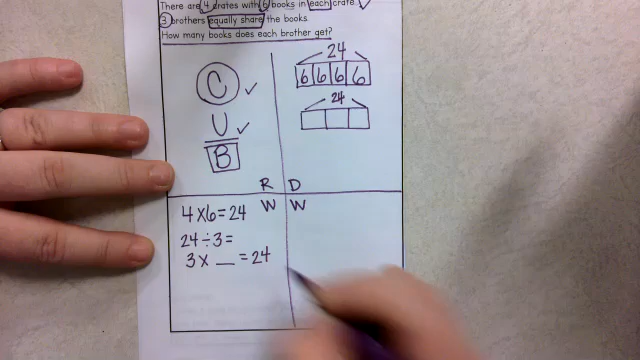 There are 4 crates with 6 books in each crate.
3 brothers equally share the books.
How many books does each brother get?
C
U
B
24
6 6 6 6
24
R D
W W
4 x 6 = 24
24 ÷ 3 =
3 x __ = 24